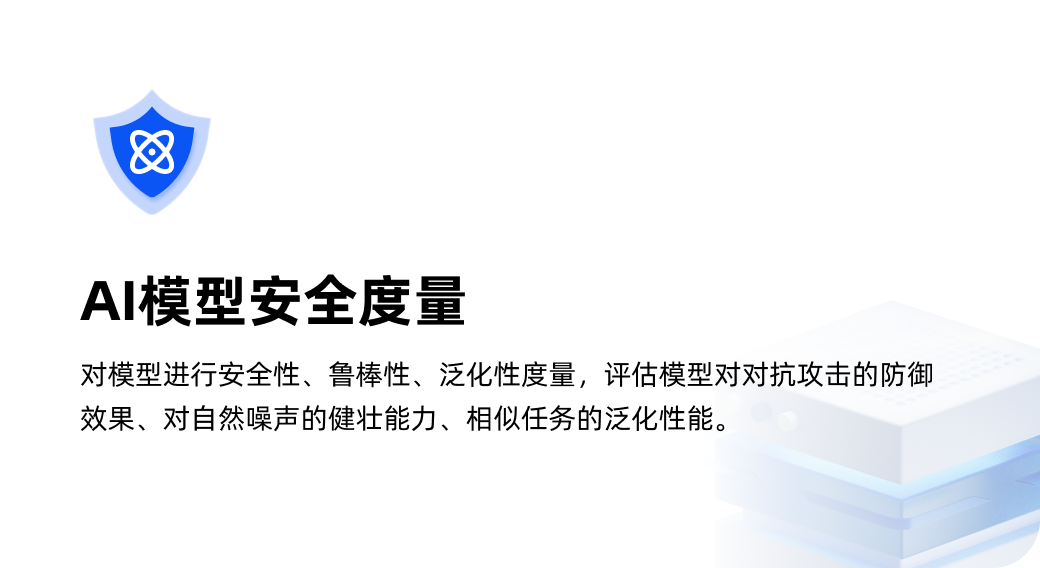 AI模型安全度量
对模型进行安全性、鲁棒性、泛化性度量，评估模型对对抗攻击的防御
效果、对自然噪声的健壮能力、相似任务的泛化性能。